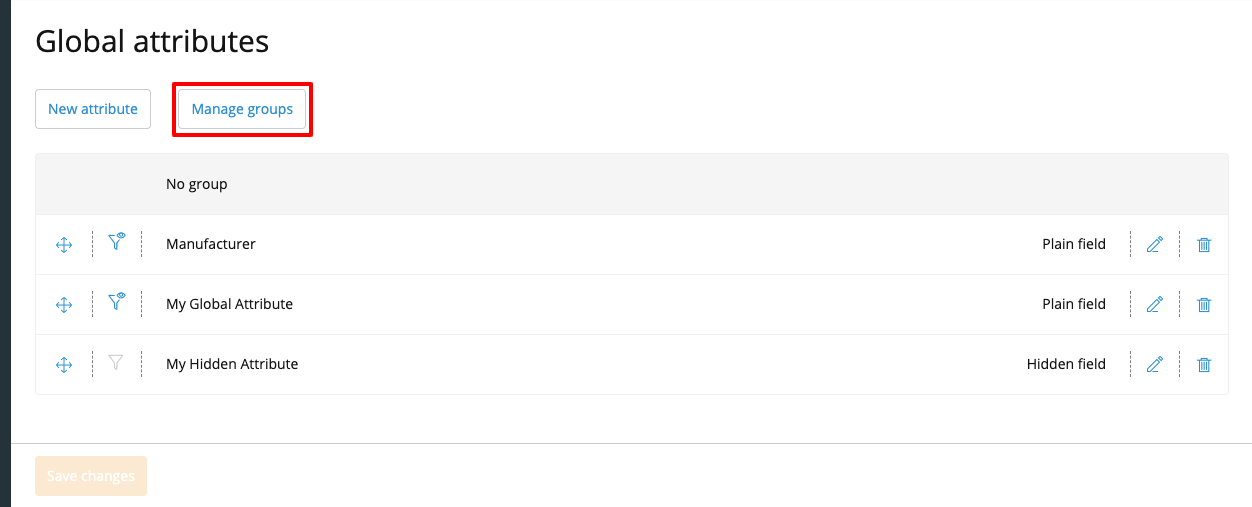 Global attributes
New attribute
Manage groups
No group
Manufacturer Plain field
My Global Attribute Plain field
My Hidden Attribute Hidden field
Save changes